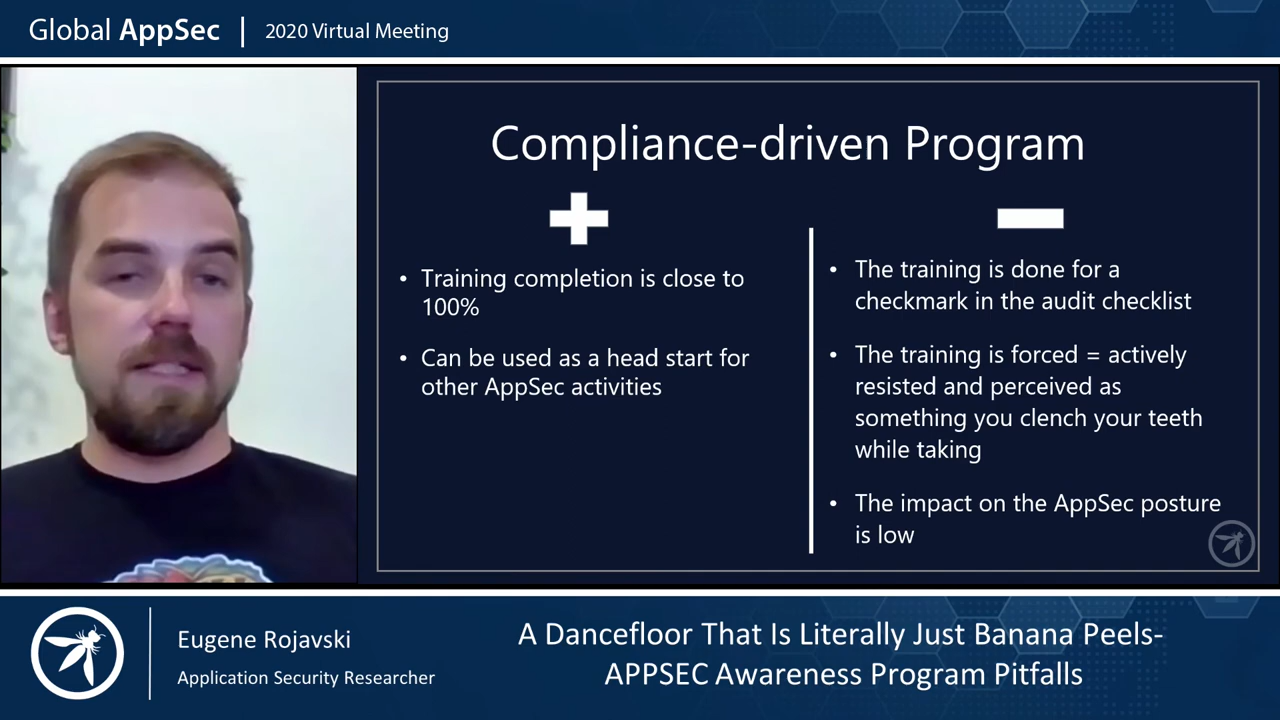 Global AppSec | 2020 Virtual Meeting
Compliance-driven Program
• Training completion is close to
100%
• Can be used as a head start for
other AppSec activities
• The training is done for a
checkmark in the audit checklist
• The training is forced = actively
resisted and perceived as
something you clench your teeth
while taking
• The impact on the AppSec posture
is low
Eugene Rojavski
Application Security Researcher
A Dancefloor That Is Literally Just Banana Peels-
APPSEC Awareness Program Pitfalls